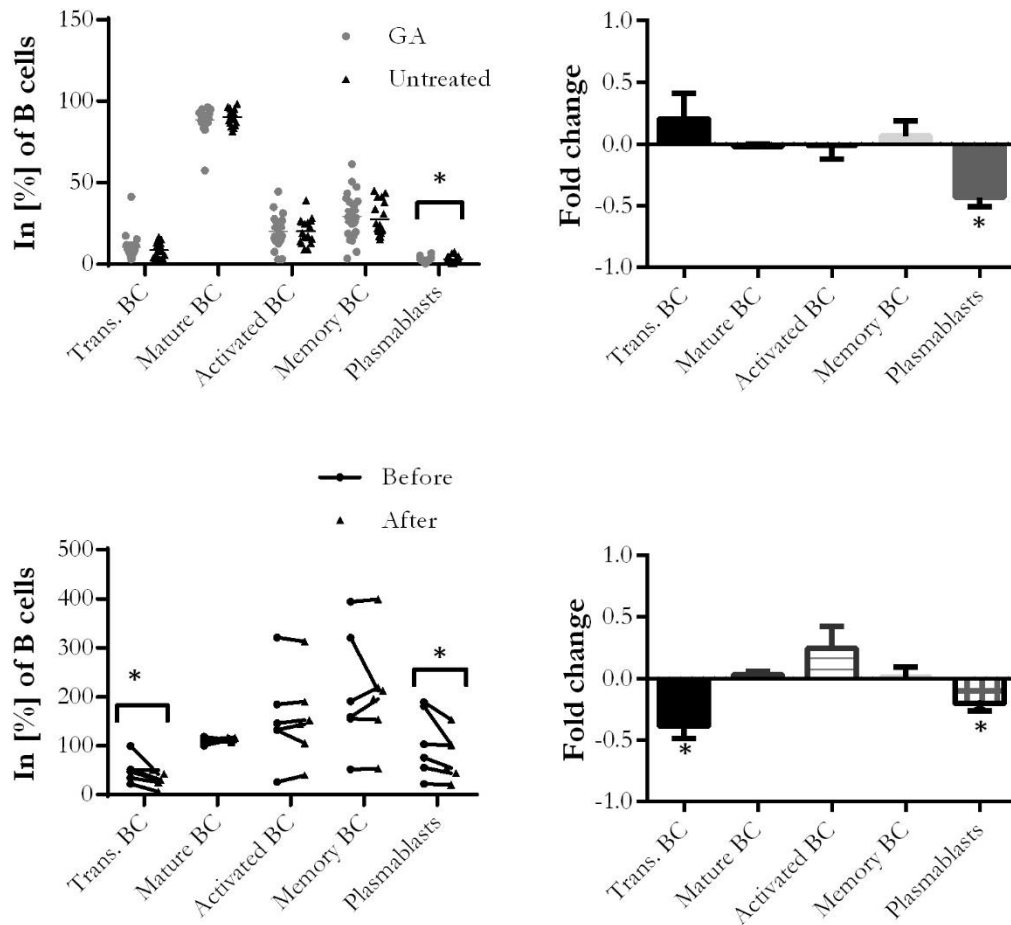 In [%] of B cells
150
100
50
0
GA
Untreated
*
Trans. BC
Mature BC
Activated BC
Memory BC
Plasmablasts
Fold change
1.0
0.5
0.0
-0.5
-1.0
*
Trans. BC
Mature BC
Activated BC
Memory BC
Plasmablasts
Before
After
In [%] of B cells
500
400
300
200
100
0
*
*
Trans. BC
Mature BC
Activated BC
Memory BC
Plasmablasts
Fold change
1.0
0.5
0.0
-0.5
-1.0
*
*
Trans. BC
Mature BC
Activated BC
Memory BC
Plasmablasts